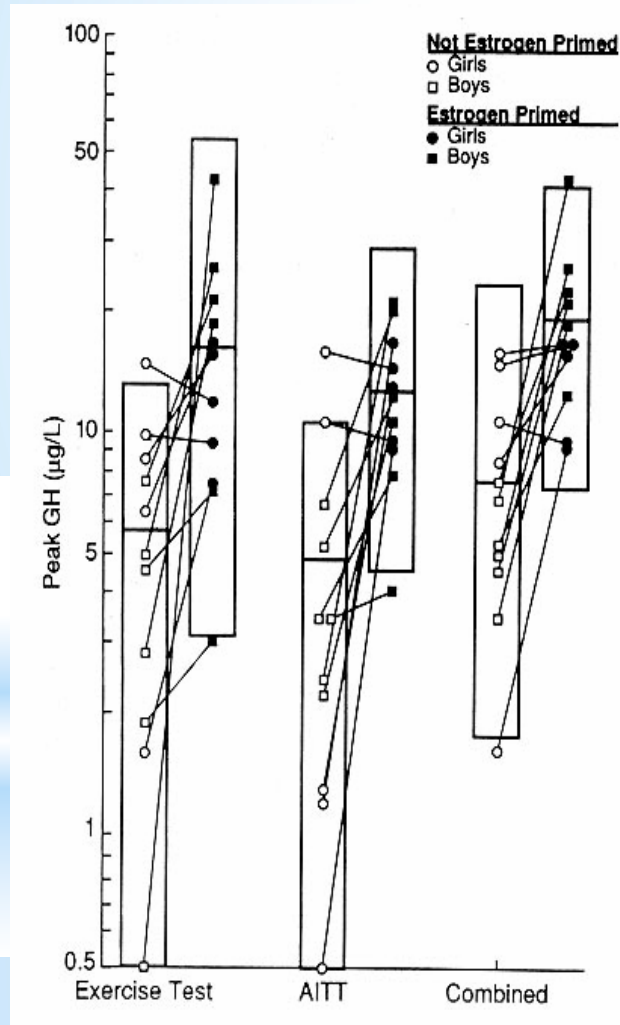 Not Estrogen Primed
Girls
Boys
Estrogen Primed
Girls
Boys
Peak GH (µg/L)
100
50
10
5
1
0.5
Exercise Test
AITT
Combined